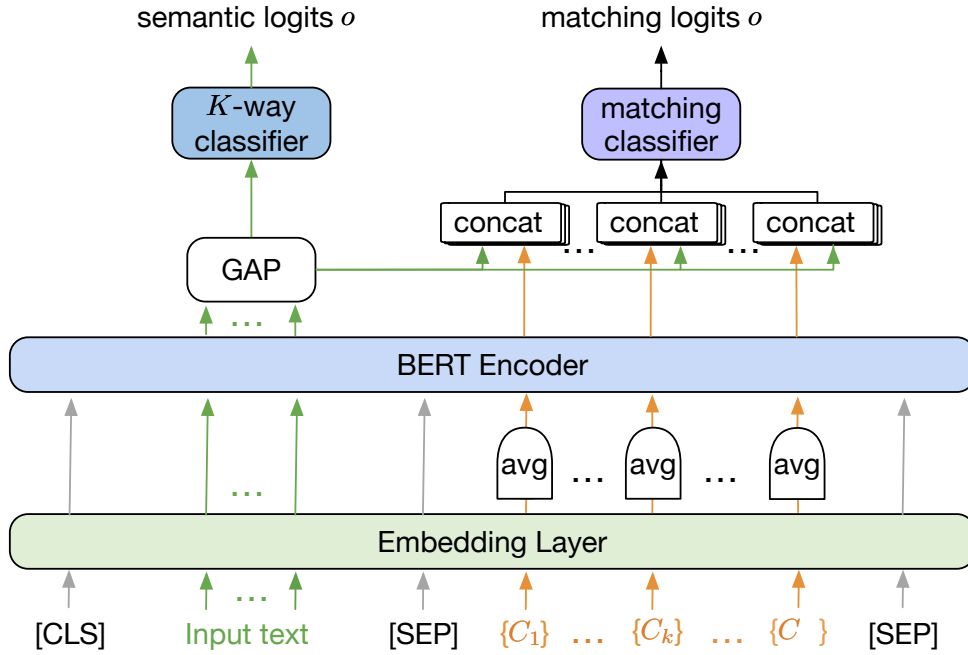 semantic logits o
matching logits o
K-way
classifier
matching
classifier
concat
concat
concat
... ...
GAP
...
BERT Encoder
avg ... avg ... avg
...
Embedding Layer
...
[CLS] Input text [SEP] {C₁} ... {Cₖ} ... {C } [SEP]